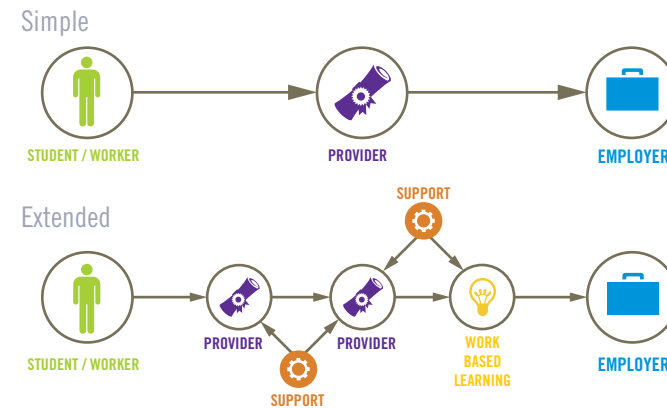 Simple
STUDENT / WORKER
PROVIDER
EMPLOYER
SUPPORT
Extended
PROVIDER
PROVIDER
WORK
BASED
LEARNING
STUDENT / WORKER
EMPLOYER
SUPPORT